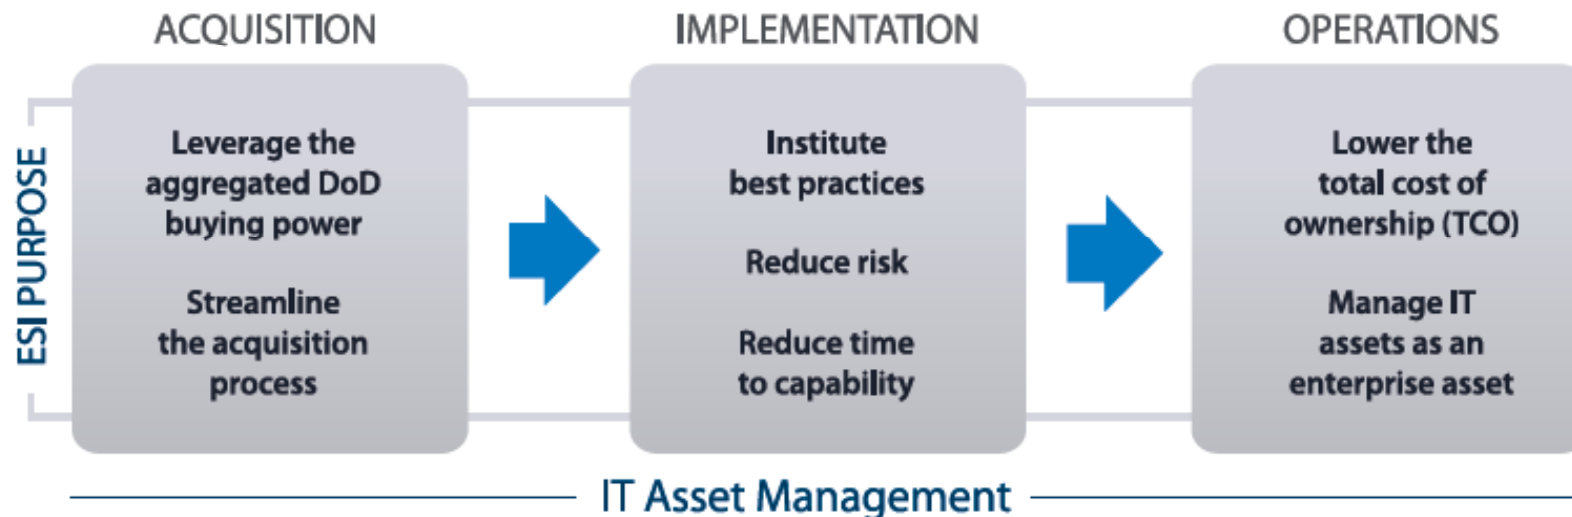 ACQUISITION
IMPLEMENTATION
OPERATIONS
ESI PURPOSE
Leverage the
aggregated DoD
buying power
Streamline
the acquisition
process
Institute
best practices
Reduce risk
Reduce time
to capability
Lower the
total cost of
ownership (TCO)
Manage IT
assets as an
enterprise asset
IT Asset Management